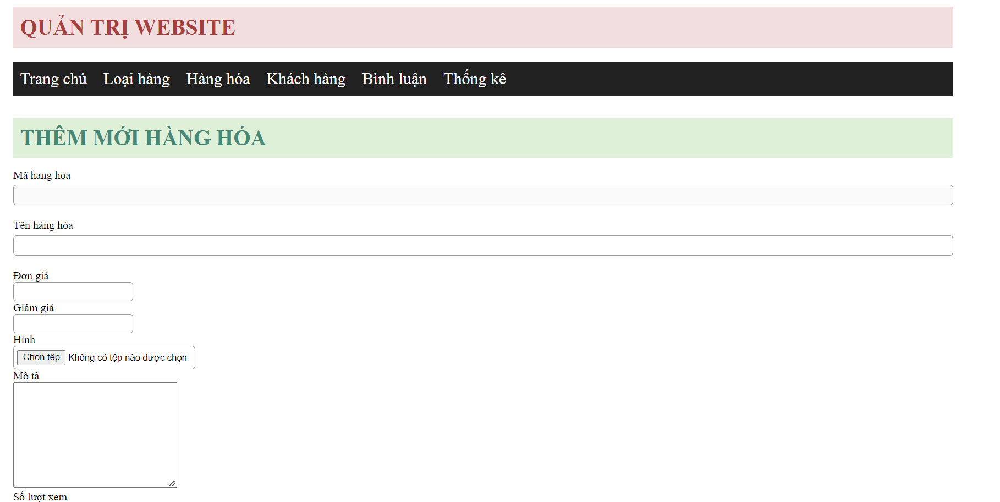 QUẢN TRỊ WEBSITE
Trang chủ Loại hàng Hàng hóa Khách hàng Bình luận Thống kê
THÊM MỚI HÀNG HÓA
Mã hàng hóa
Tên hàng hóa
Đơn giá
Giảm giá
Hình
Chọn tệp Không có tệp nào được chọn
Mô tả
Số lượt xem